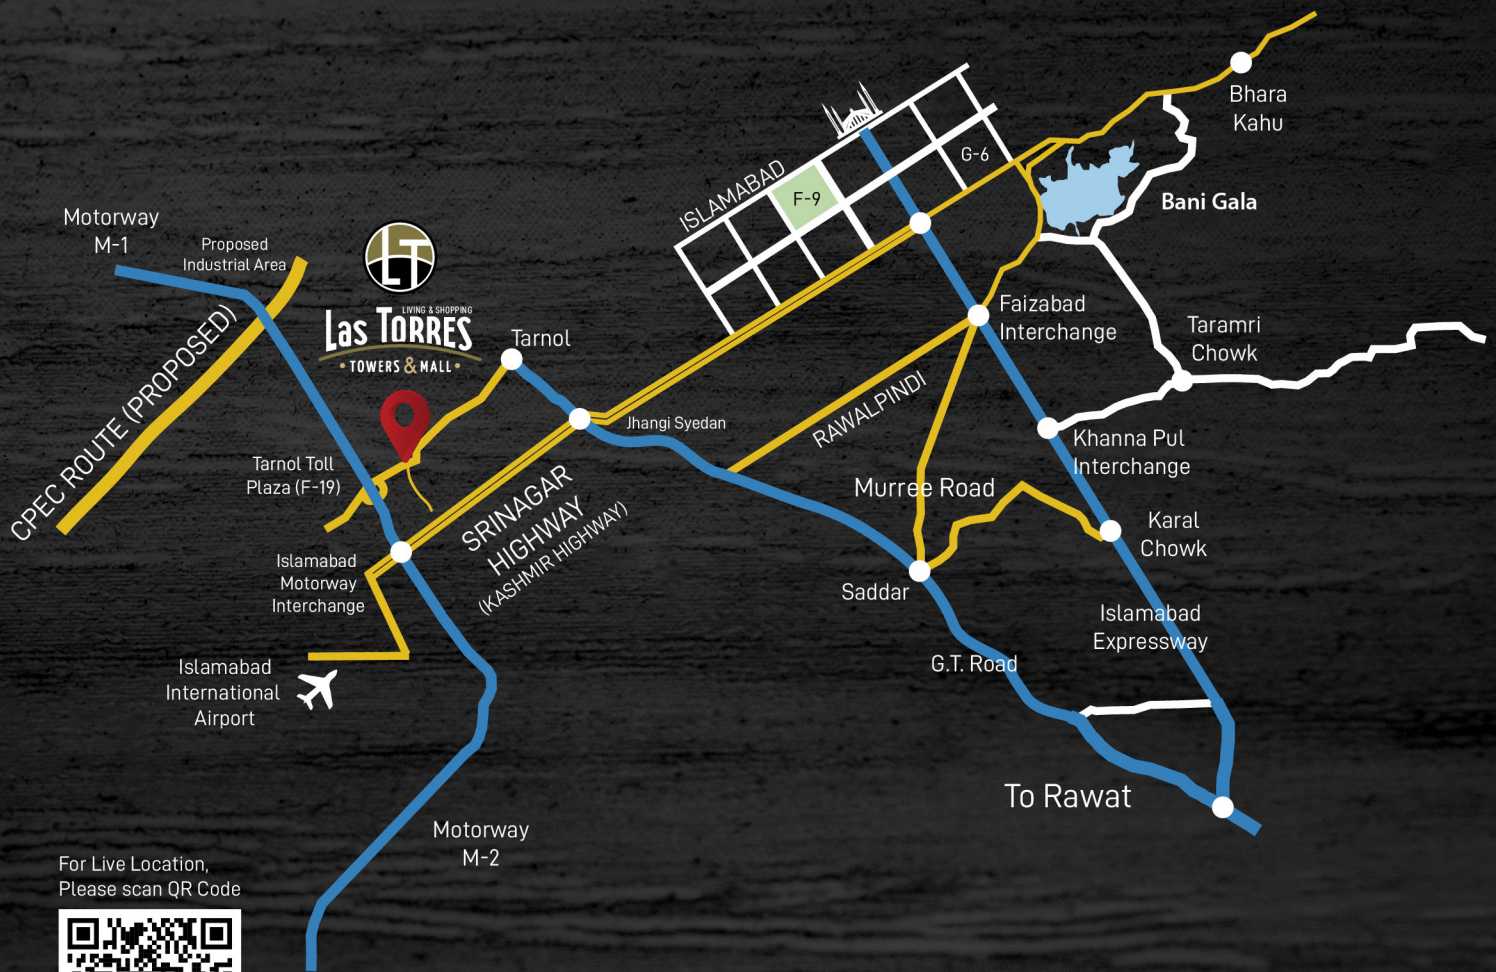 Bhara
Kahu
G-6
ISLAMABAD
F-9
Bani Gala
Motorway
M-1
Proposed
Industrial Area
LT
LIVING & SHOPPING
Las TORRES
TOWERS & MALL
Tarnol
Faizabad
Interchange
Taramri
Chowk
CPEC ROUTE (PROPOSED)
Jhangi Syedan
RAWALPINDI
Khanna Pul
Interchange
Tarnol Toll
Plaza (F-19)
SRINAGAR
HIGHWAY
(KASHMIR HIGHWAY)
Murree Road
Karal
Chowk
Islamabad
Motorway
Interchange
Saddar
Islamabad
Expressway
G.T. Road
Islamabad
International
Airport
To Rawat
Motorway
M-2
For Live Location,
Please scan QR Code